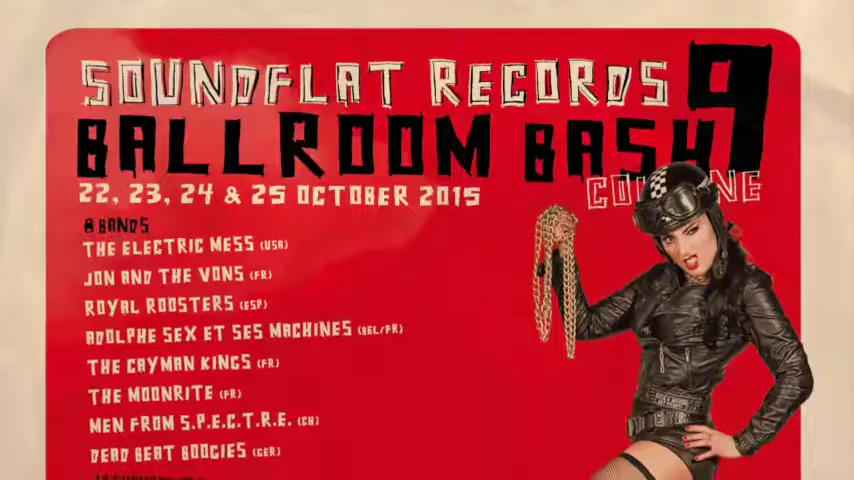 SOUNDFLAT RECORDS 9
BALLROOM BASH
COLOGNE
22, 23, 24 & 25 OCTOBER 2015
8 BANDS
THE ELECTRIC MESS (USA)
JON AND THE VONS (FR)
ROYAL ROOSTERS (ESP)
ADOLPHE SEX ET SES MACHINES (BEL/FR)
THE CAYMAN KINGS (FR)
THE MOONRITE (FR)
MEN FROM S.P.E.C.T.R.E. (CH)
DEAD BEAT BOOGIES (GER)